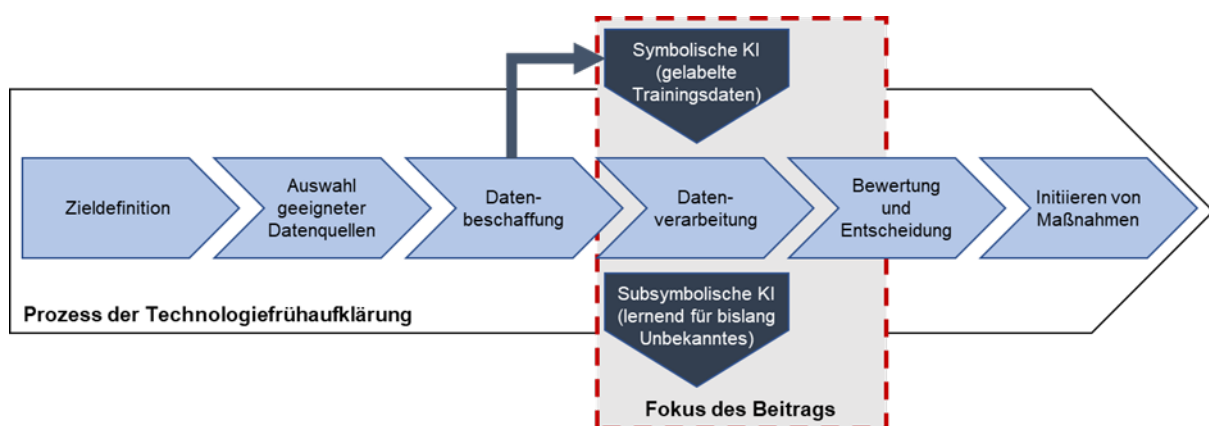 Symbolische KI
(gelabelte
Trainingsdaten)
Zieldefinition
Auswahl
geeigneter
Datenquellen
Daten-
beschaffung
Daten-
verarbeitung
Bewertung
und
Entscheidung
Initiieren von
Maßnahmen
Prozess der Technologiefrühaufklärung
Subsymbolische KI
(lernend für bislang
Unbekanntes)
Fokus des Beitrags